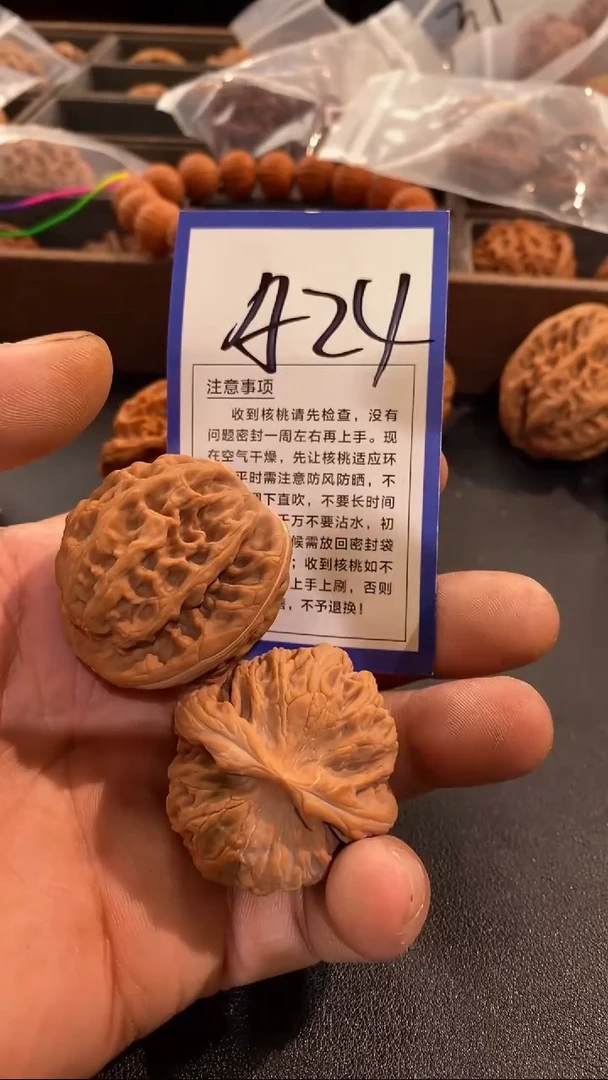 A24
注意事项
收到核桃请先检查，没有
问题密封一周左右再上手。现
在空气干燥，先让核桃适应环
平时需注意防风防晒，不
下直吹，不要长时间
千万不要沾水，初
候需放回密封袋
；收到核桃如不
上手上刷，否则
，不予退换！